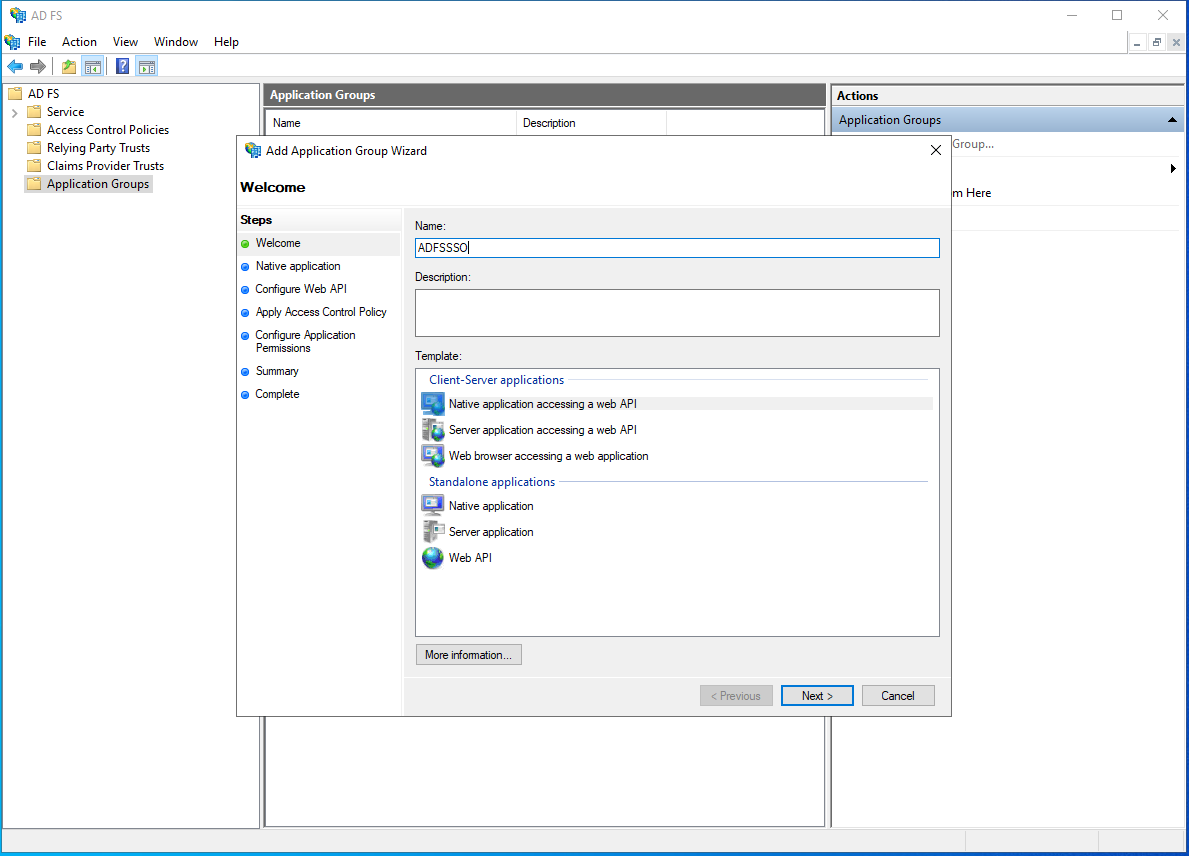 AD FS
File Action View Window Help
AD FS
Service
Access Control Policies
Relying Party Trusts
Claims Provider Trusts
Application Groups
Application Groups
Name Description
Actions
Application Groups
Group...
m Here
Add Application Group Wizard
Welcome
Steps
Welcome
Native application
Configure Web API
Apply Access Control Policy
Configure Application
Permissions
Summary
Complete
Name:
ADFSSSO
Description:
Template:
Client-Server applications
Native application accessing a web API
Server application accessing a web API
Web browser accessing a web application
Standalone applications
Native application
Server application
Web API
More information...
< Previous Next > Cancel